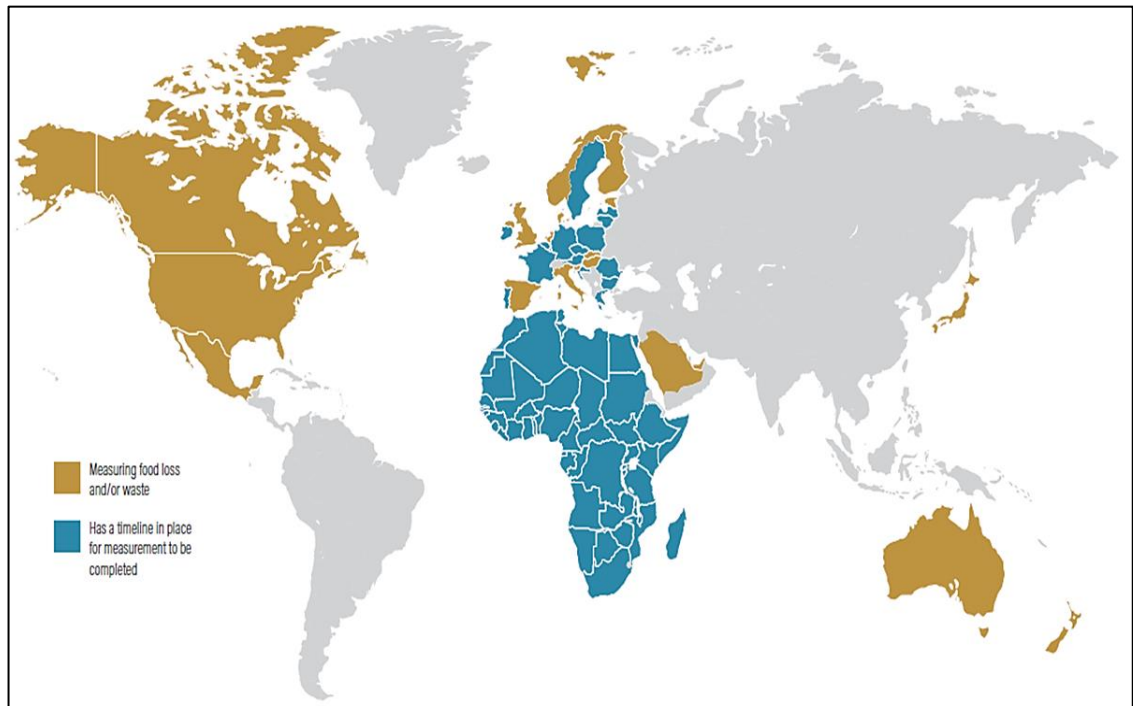 Measuring food loss
and/or waste
Has a timeline in place
for measurement to be
completed